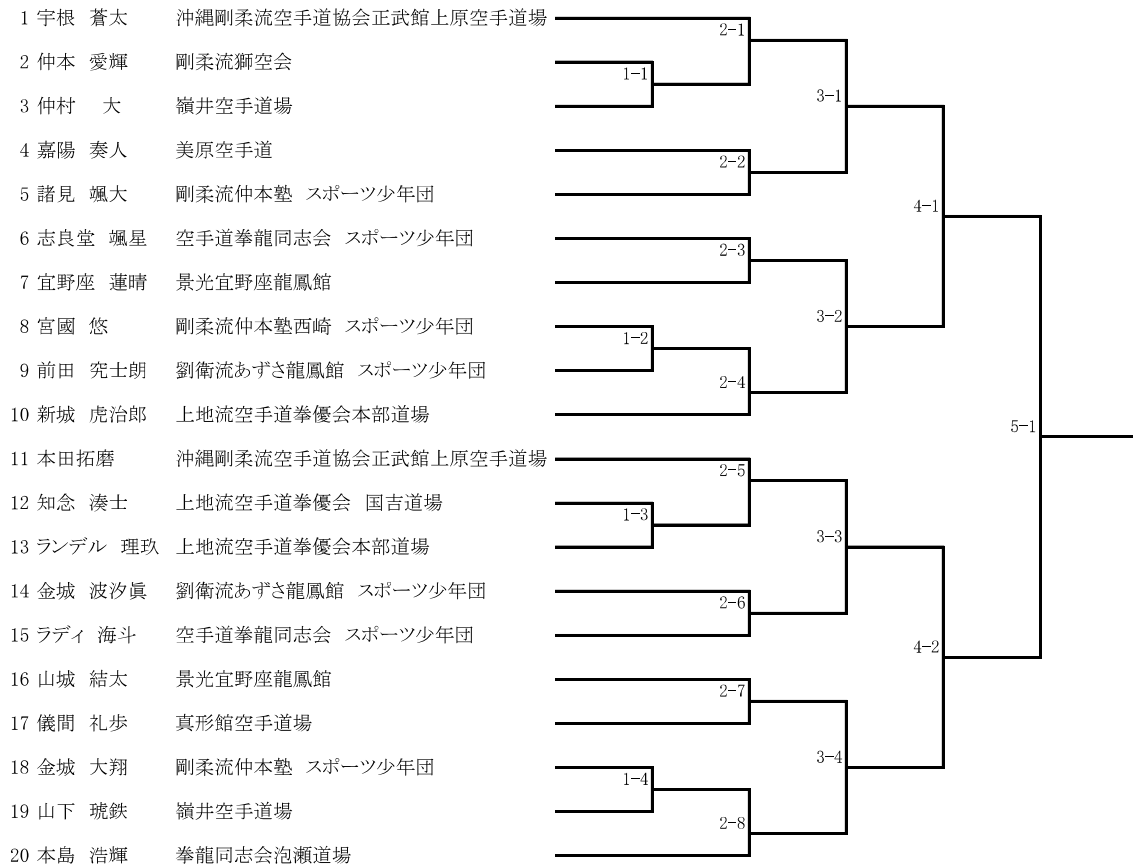 1 宇根 蒼太 沖縄剛柔流空手道協会正武館上原空手道場
2 仲本 愛輝 剛柔流獅空会
3 仲村 大 嶺井空手道場
4 嘉陽 奏人 美原空手道
5 諸見 颯大 剛柔流仲本塾 スポーツ少年団
6 志良堂 颯星 空手道拳龍同志会 スポーツ少年団
7 宜野座 蓮晴 景光宜野座龍鳳館
8 宮國 悠 剛柔流仲本塾西崎 スポーツ少年団
9 前田 究士朗 劉衛流あずさ龍鳳館 スポーツ少年団
10 新城 虎治郎 上地流空手道拳優会本部道場
11 本田拓磨 沖縄剛柔流空手道協会正武館上原空手道場
12 知念 湊士 上地流空手道拳優会 国吉道場
13 ランデル 理玖 上地流空手道拳優会本部道場
14 金城 波汐眞 劉衛流あずさ龍鳳館 スポーツ少年団
15 ラディ 海斗 空手道拳龍同志会 スポーツ少年団
16 山城 結太 景光宜野座龍鳳館
17 儀間 礼歩 真形館空手道場
18 金城 大翔 剛柔流仲本塾 スポーツ少年団
19 山下 琥鉄 嶺井空手道場
20 本島 浩輝 拳龍同志会泡瀬道場
1-1
1-2
1-3
1-4
2-1
2-2
2-3
2-4
2-5
2-6
2-7
2-8
3-1
3-2
3-3
3-4
4-1
4-2
5-1